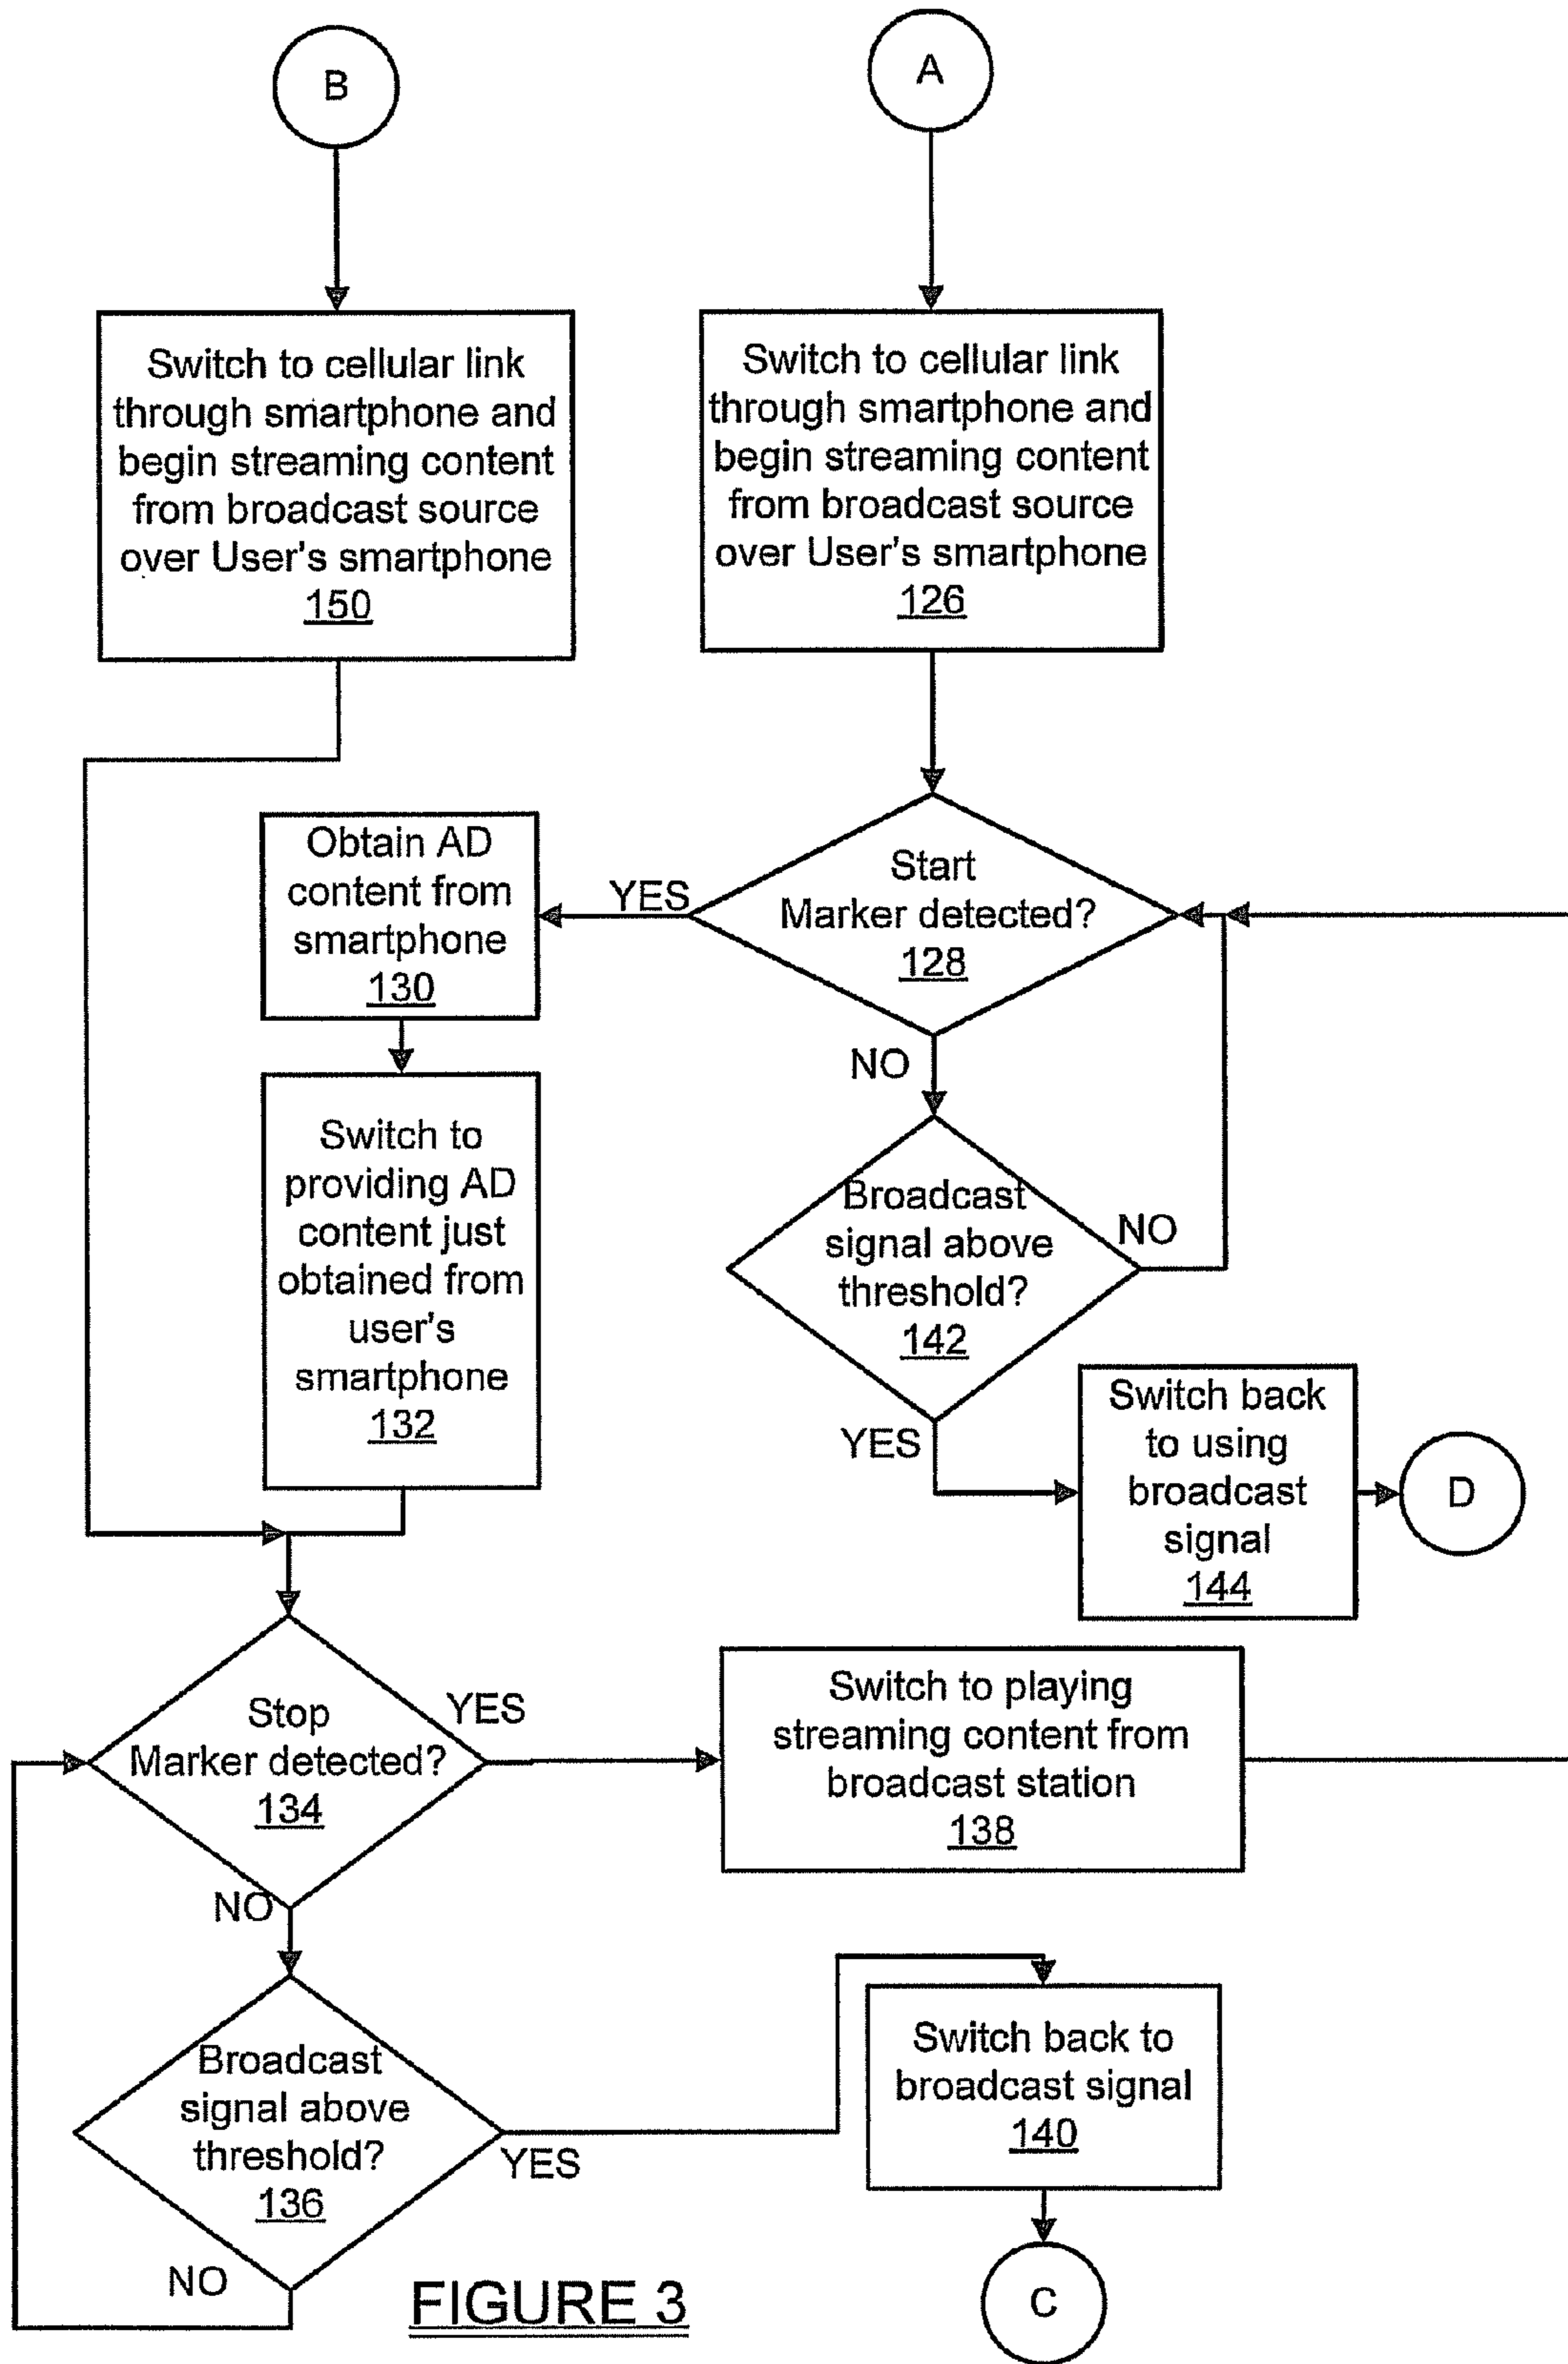 B
A
Switch to cellular link
through smartphone and
begin streaming content
from broadcast source
over User's smartphone
150
Switch to cellular link
through smartphone and
begin streaming content
from broadcast source
over User's smartphone
126
Start
Marker detected?
128
YES
NO
Obtain AD
content from
smartphone
130
Switch to
providing AD
content just
obtained from
user's
smartphone
132
Broadcast
signal above
threshold?
142
NO
YES
Switch back
to using
broadcast
signal
144
D
Stop
Marker detected?
134
YES
NO
Switch to playing
streaming content from
broadcast station
138
Broadcast
signal above
threshold?
136
YES
NO
Switch back to
broadcast signal
140
C
FIGURE 3